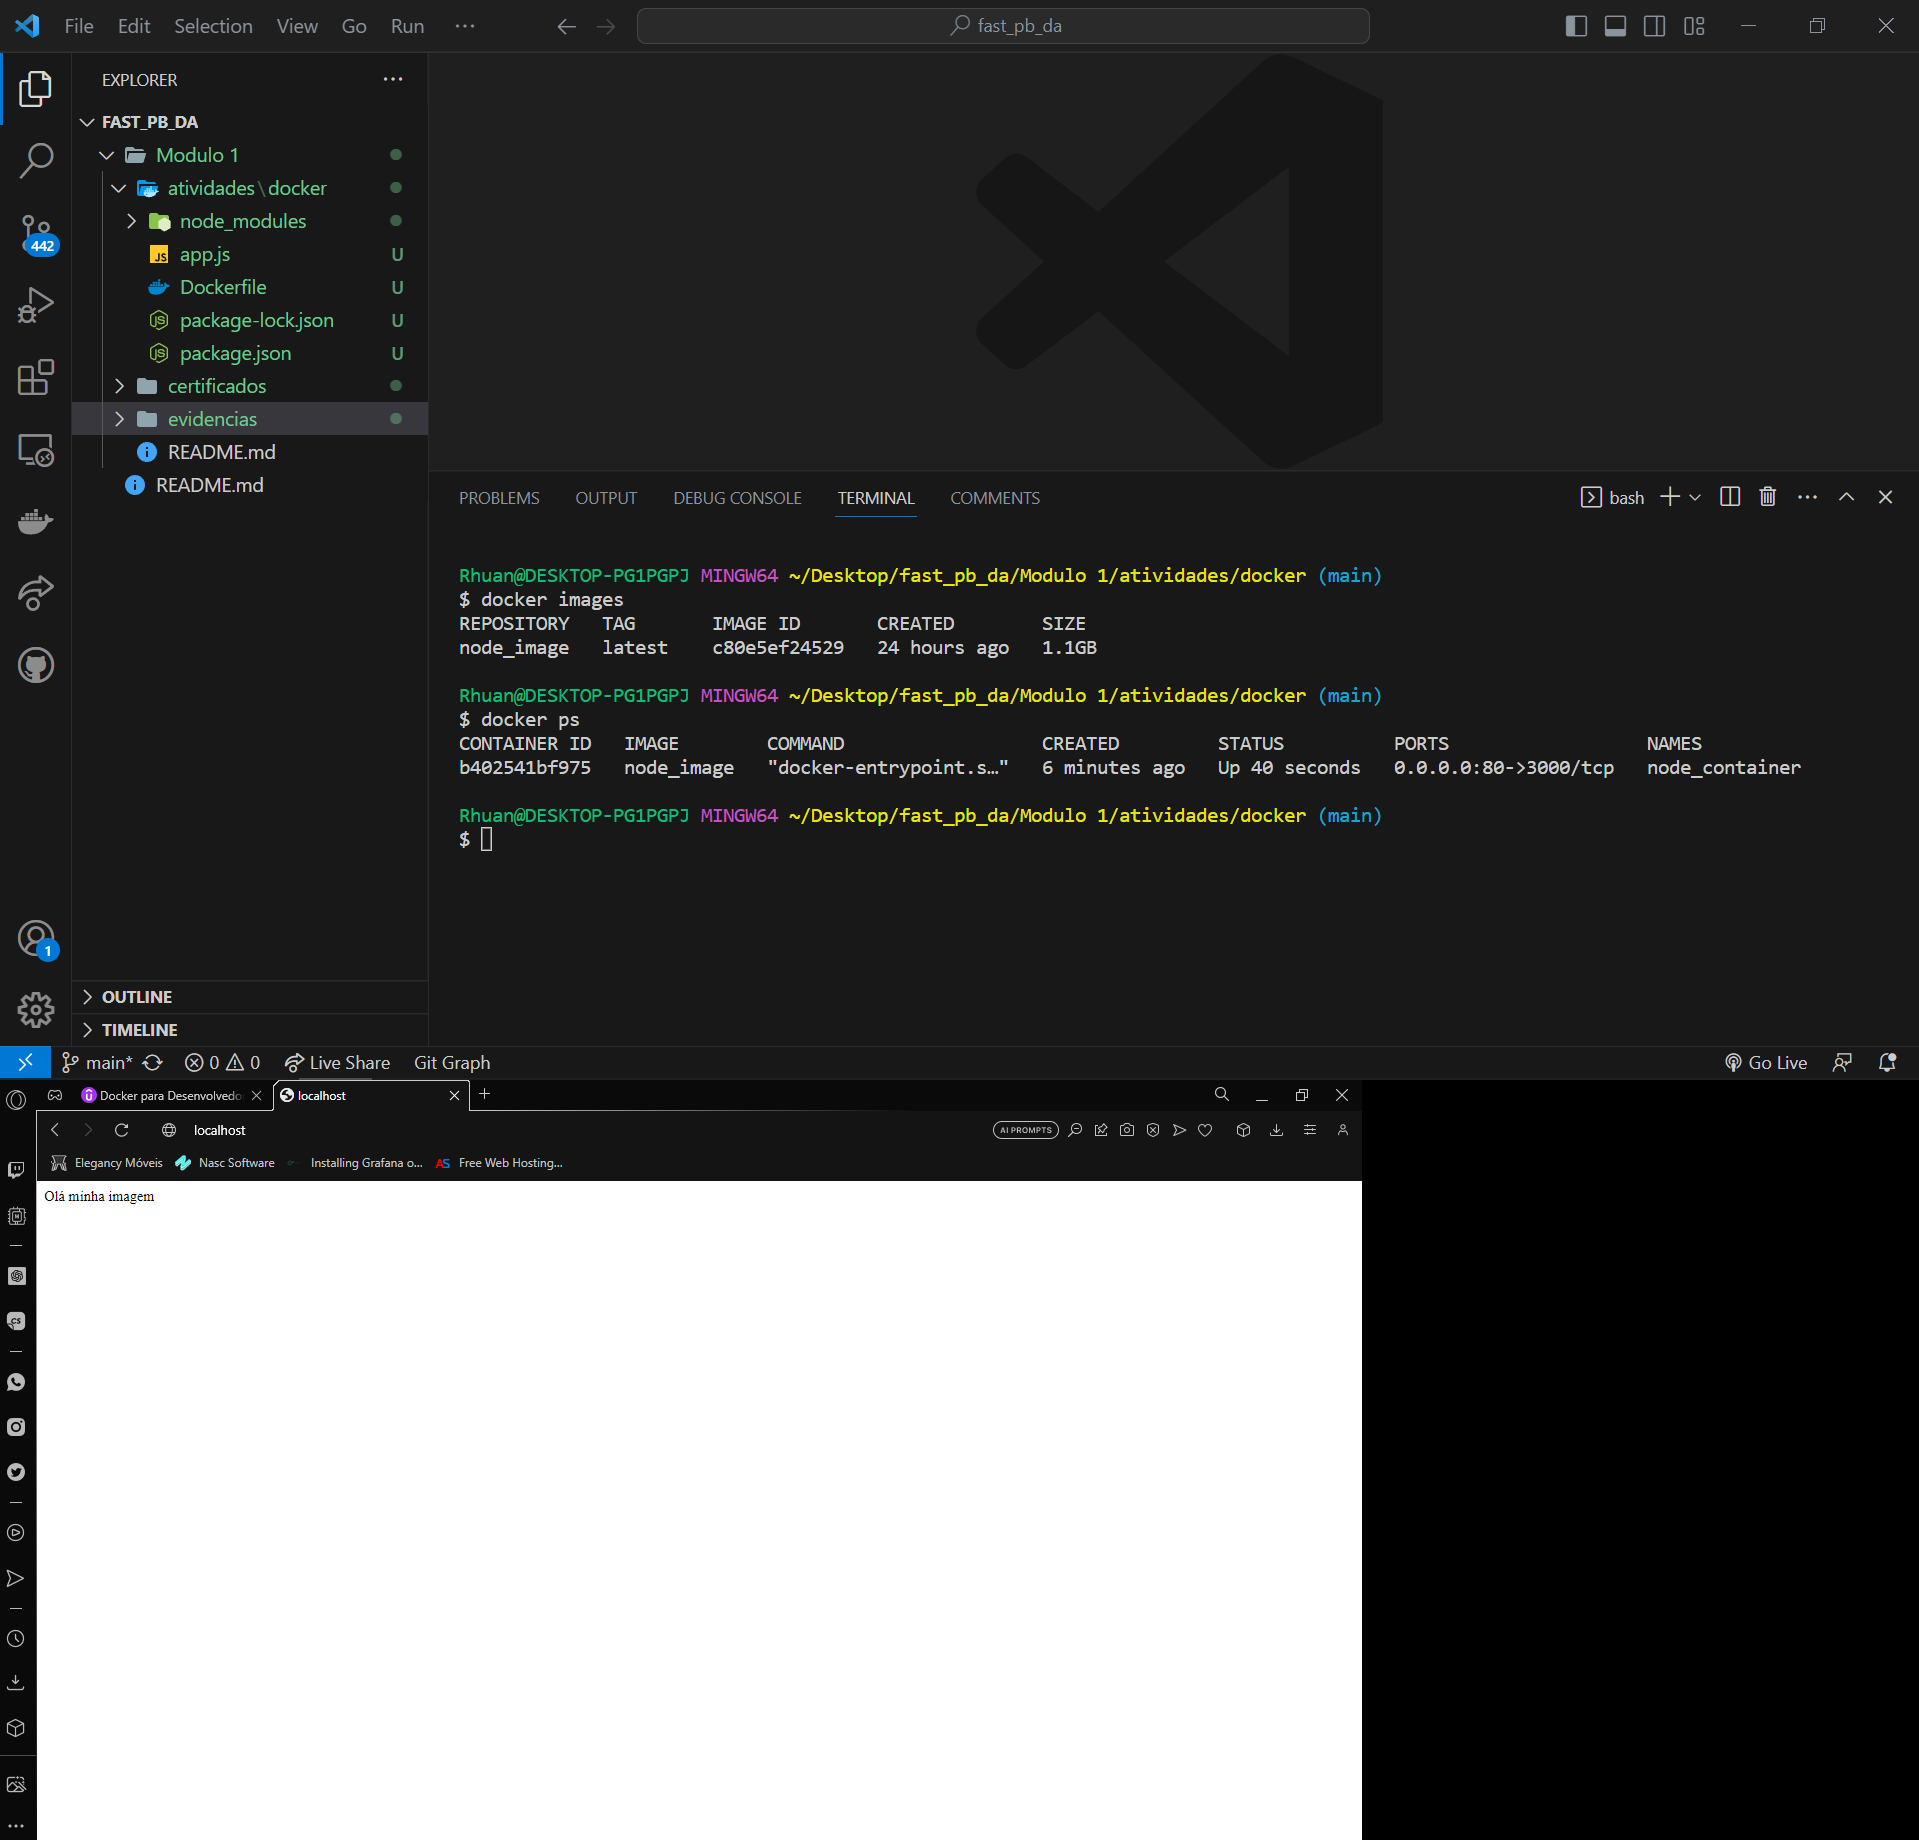 File Edit Selection View Go Run ··· fast_pb_da
EXPLORER ···
FAST_PB_DA
Modulo 1
atividades\docker
node_modules
JS app.js U
Dockerfile U
package-lock.json U
package.json U
certificados
evidencias
README.md
README.md
442
1
OUTLINE
TIMELINE
PROBLEMS OUTPUT DEBUG CONSOLE TERMINAL COMMENTS bash ···
Rhuan@DESKTOP-PG1PGPJ MINGW64 ~/Desktop/fast_pb_da/Modulo 1/atividades/docker (main)
$ docker images
REPOSITORY TAG IMAGE ID CREATED SIZE
node_image latest c80e5ef24529 24 hours ago 1.1GB
Rhuan@DESKTOP-PG1PGPJ MINGW64 ~/Desktop/fast_pb_da/Modulo 1/atividades/docker (main)
$ docker ps
CONTAINER ID IMAGE COMMAND CREATED STATUS PORTS NAMES
b402541bf975 node_image "docker-entrypoint.s…" 6 minutes ago Up 40 seconds 0.0.0.0:80->3000/tcp node_container
Rhuan@DESKTOP-PG1PGPJ MINGW64 ~/Desktop/fast_pb_da/Modulo 1/atividades/docker (main)
$
main* 0 0 Live Share Git Graph Go Live
Docker para Desenvolvedo localhost
localhost AI PROMPTS
Elegancy Móveis Nasc Software Installing Grafana o... AS Free Web Hosting...
Olá minha imagem